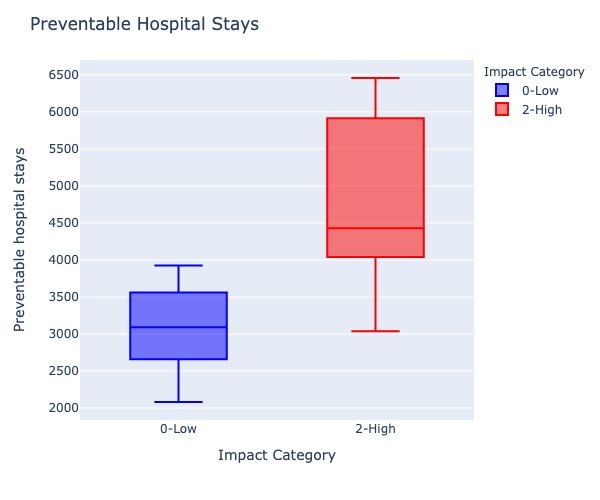 Preventable Hospital Stays
Impact Category
0-Low
2-High
Preventable hospital stays
6500
6000
5500
5000
4500
4000
3500
3000
2500
2000
0-Low
2-High
Impact Category